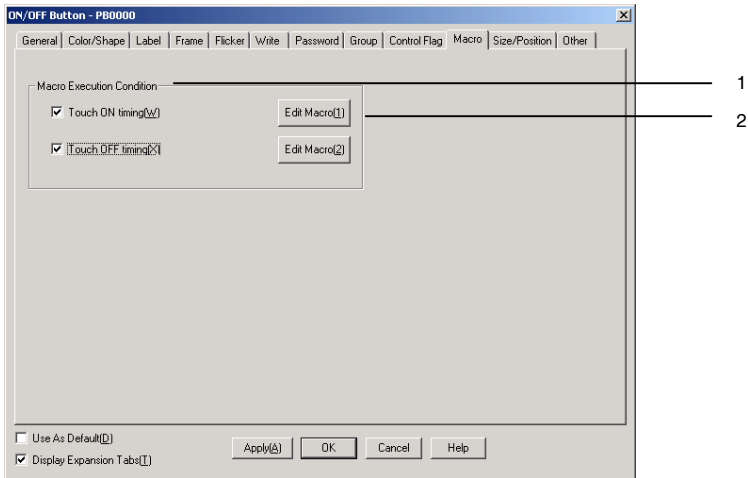 ON/OFF Button - PB0000
General Color/Shape Label Frame Flicker Write Password Group Control Flag Macro Size/Position Other
Macro Execution Condition
1
Touch ON timing(W) Edit Macro(1)
2
Touch OFF timing(X) Edit Macro(2)
Use As Default(D)
Display Expansion Tabs(T)
Apply(A) OK Cancel Help